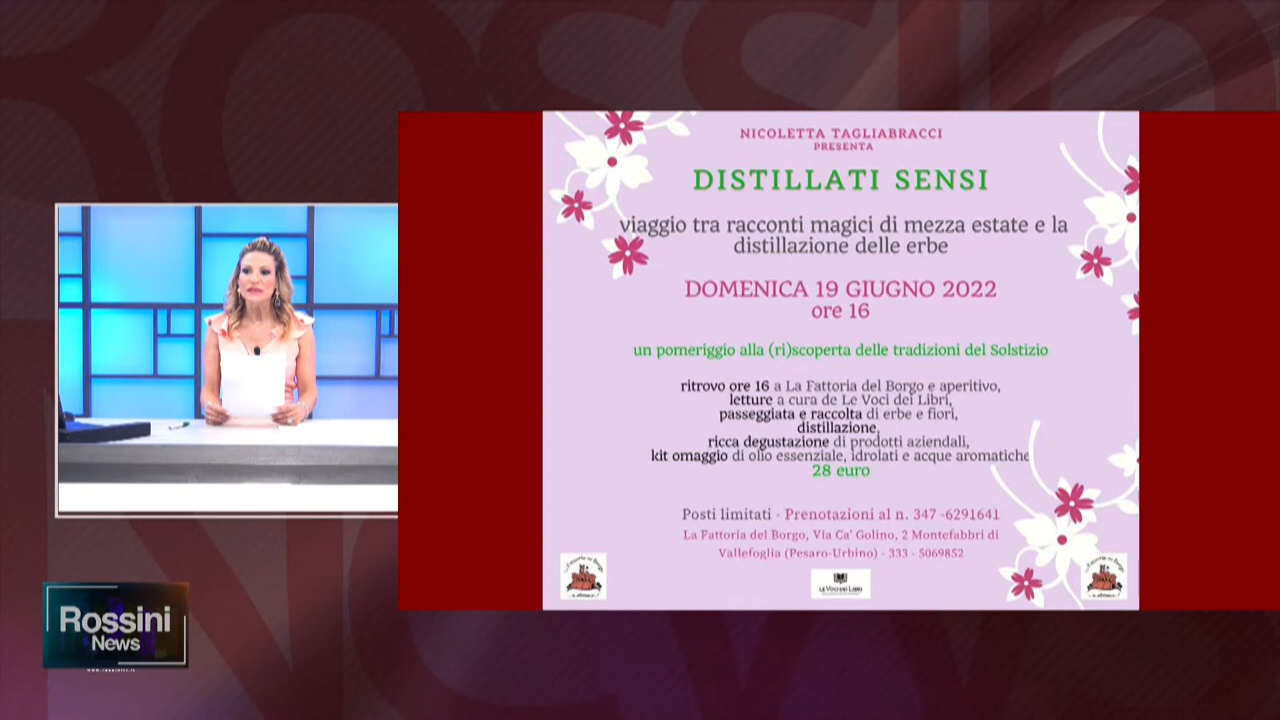 NICOLETTA TAGLIABRACCI
PRESENTA
DISTILLATI SENSI
viaggio tra racconti magici di mezza estate e la
distillazione delle erbe
DOMENICA 19 GIUGNO 2022
ore 16
un pomeriggio alla (ri)scoperta delle tradizioni del Solstizio
ritrovo ore 16 a La Fattoria del Borgo e aperitivo,
letture a cura de Le Voci dei Libri,
passeggiata e raccolta di erbe e fiori,
distillazione,
ricca degustazione di prodotti aziendali,
kit omaggio di olio essenziale, idrolati e acque aromatiche
28 euro
Posti limitati - Prenotazioni al n. 347 -6291641
La Fattoria del Borgo, Via Ca' Golino, 2 Montefabbri di
Vallefoglia (Pesaro-Urbino) - 333 - 5069852
LE VOCI DEI LIBRI
Rossini
News